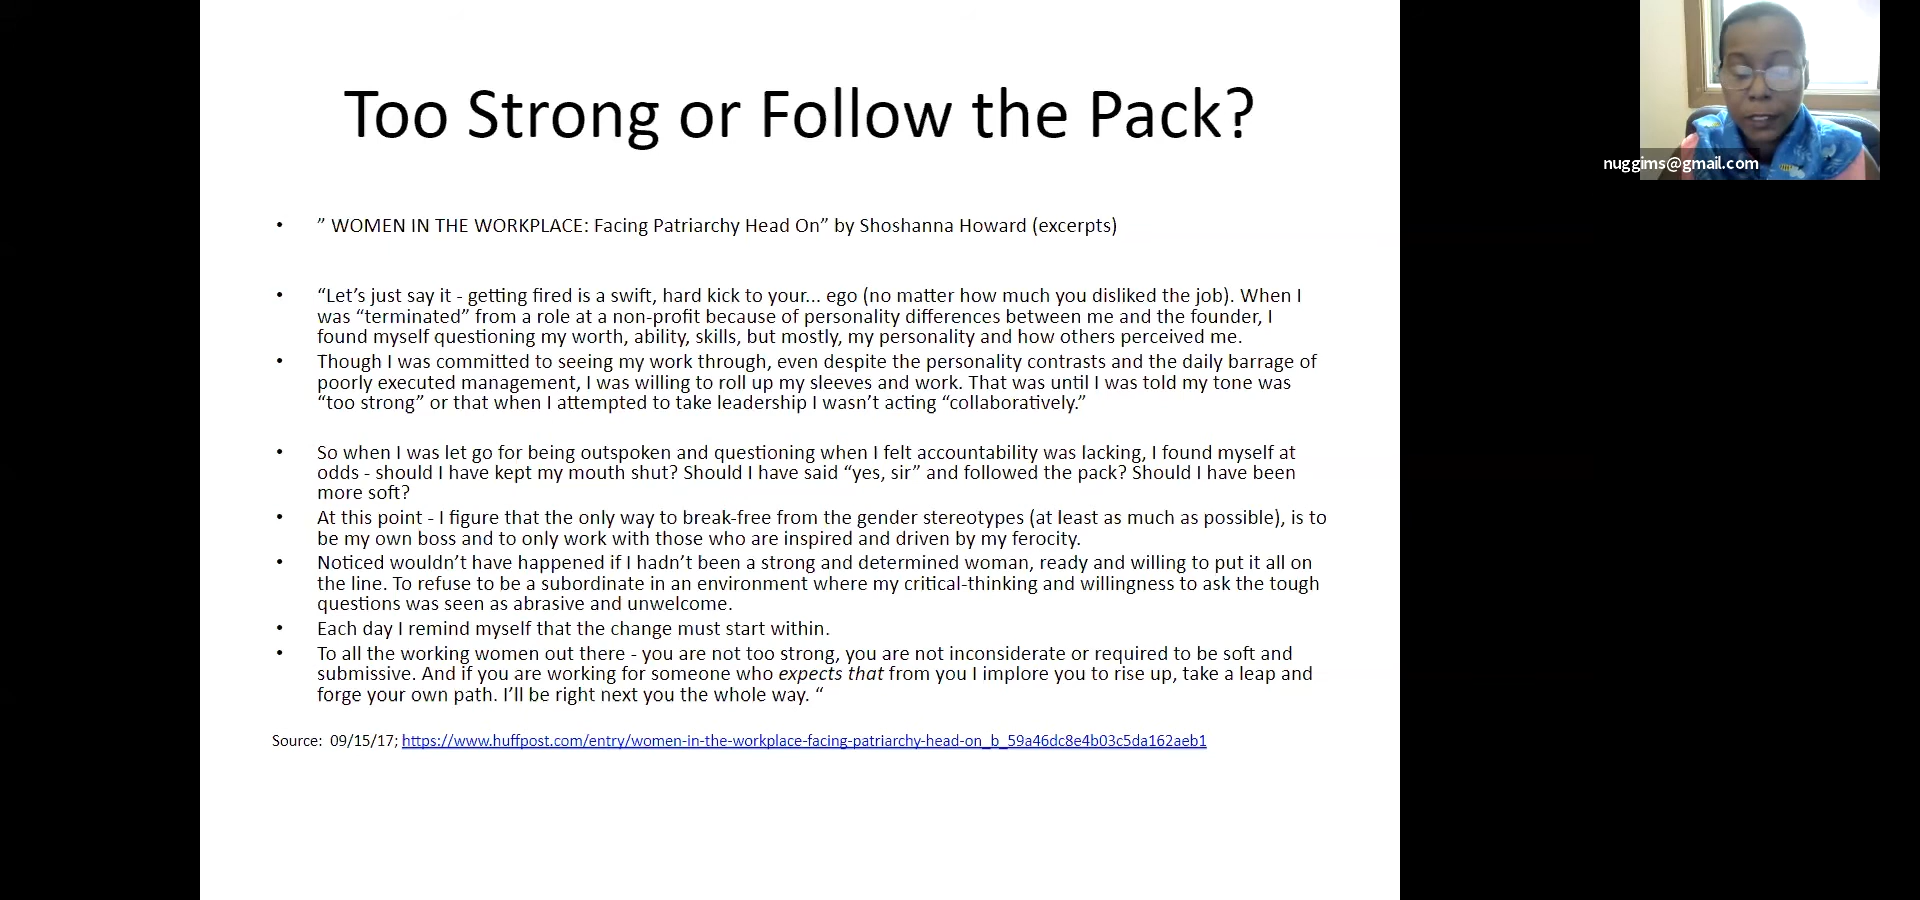 Too Strong or Follow the Pack?
nuggims@gmail.com
• ” WOMEN IN THE WORKPLACE: Facing Patriarchy Head On” by Shoshanna Howard (excerpts)
• “Let’s just say it - getting fired is a swift, hard kick to your... ego (no matter how much you disliked the job). When I
was “terminated” from a role at a non-profit because of personality differences between me and the founder, I
found myself questioning my worth, ability, skills, but mostly, my personality and how others perceived me.
• Though I was committed to seeing my work through, even despite the personality contrasts and the daily barrage of
poorly executed management, I was willing to roll up my sleeves and work. That was until I was told my tone was
“too strong” or that when I attempted to take leadership I wasn’t acting “collaboratively.”
• So when I was let go for being outspoken and questioning when I felt accountability was lacking, I found myself at
odds - should I have kept my mouth shut? Should I have said “yes, sir” and followed the pack? Should I have been
more soft?
• At this point - I figure that the only way to break-free from the gender stereotypes (at least as much as possible), is to
be my own boss and to only work with those who are inspired and driven by my ferocity.
• Noticed wouldn’t have happened if I hadn’t been a strong and determined woman, ready and willing to put it all on
the line. To refuse to be a subordinate in an environment where my critical-thinking and willingness to ask the tough
questions was seen as abrasive and unwelcome.
• Each day I remind myself that the change must start within.
• To all the working women out there - you are not too strong, you are not inconsiderate or required to be soft and
submissive. And if you are working for someone who expects that from you I implore you to rise up, take a leap and
forge your own path. I’ll be right next you the whole way. “
Source: 09/15/17; https://www.huffpost.com/entry/women-in-the-workplace-facing-patriarchy-head-on_b_59a46dc8e4b03c5da162aeb1